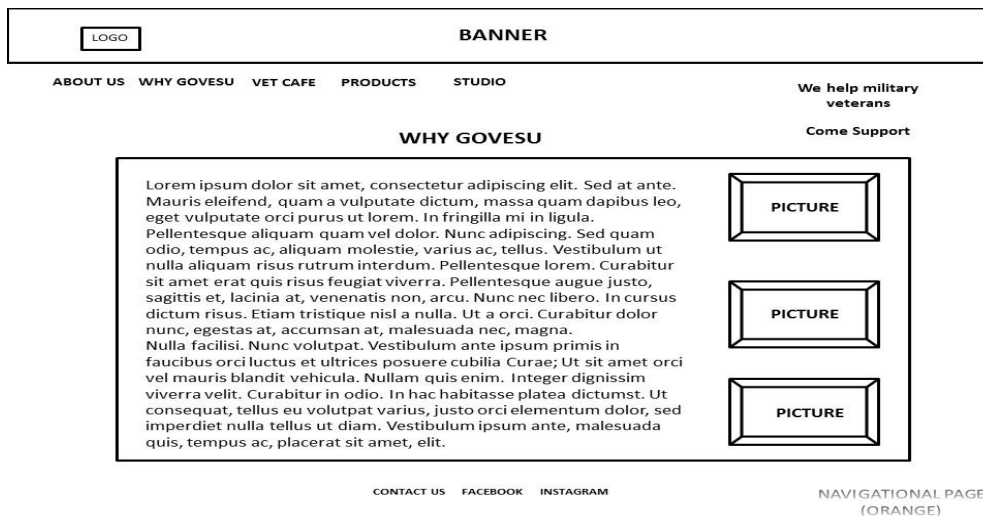 LOGO
BANNER
ABOUT US WHY GOVESU VET CAFE PRODUCTS STUDIO
We help military
veterans
Come Support
WHY GOVESU
Lorem ipsum dolor sit amet, consectetur adipiscing elit. Sed at ante.
Mauris eleifend, quam a vulputate dictum, massa quam dapibus leo,
eget vulputate orci purus ut lorem. In fringilla mi in ligula.
Pellentesque aliquam quam vel dolor. Nunc adipiscing. Sed quam
odio, tempus ac, aliquam molestie, varius ac, tellus. Vestibulum ut
nulla aliquam risus rutrum interdum. Pellentesque lorem. Curabitur
sit amet erat quis risus feugiat viverra. Pellentesque augue justo,
sagittis et, lacinia at, venenatis non, arcu. Nunc nec libero. In cursus
dictum risus. Etiam tristique nisl a nulla. Ut a orci. Curabitur dolor
nunc, egestas at, accumsan at, malesuada nec, magna.
Nulla facilisi. Nunc volutpat. Vestibulum ante ipsum primis in
faucibus orci luctus et ultrices posuere cubilia Curae; Ut sit amet orci
vel mauris blandit vehicula. Nullam quis enim. Integer dignissim
viverra velit. Curabitur in odio. In hac habitasse platea dictumst. Ut
consequat, tellus eu volutpat varius, justo orci elementum dolor, sed
imperdiet nulla tellus ut diam. Vestibulum ipsum ante, malesuada
quis, tempus ac, placerat sit amet, elit.
PICTURE
PICTURE
PICTURE
CONTACT US FACEBOOK INSTAGRAM
NAVIGATIONAL PAGE
(ORANGE)